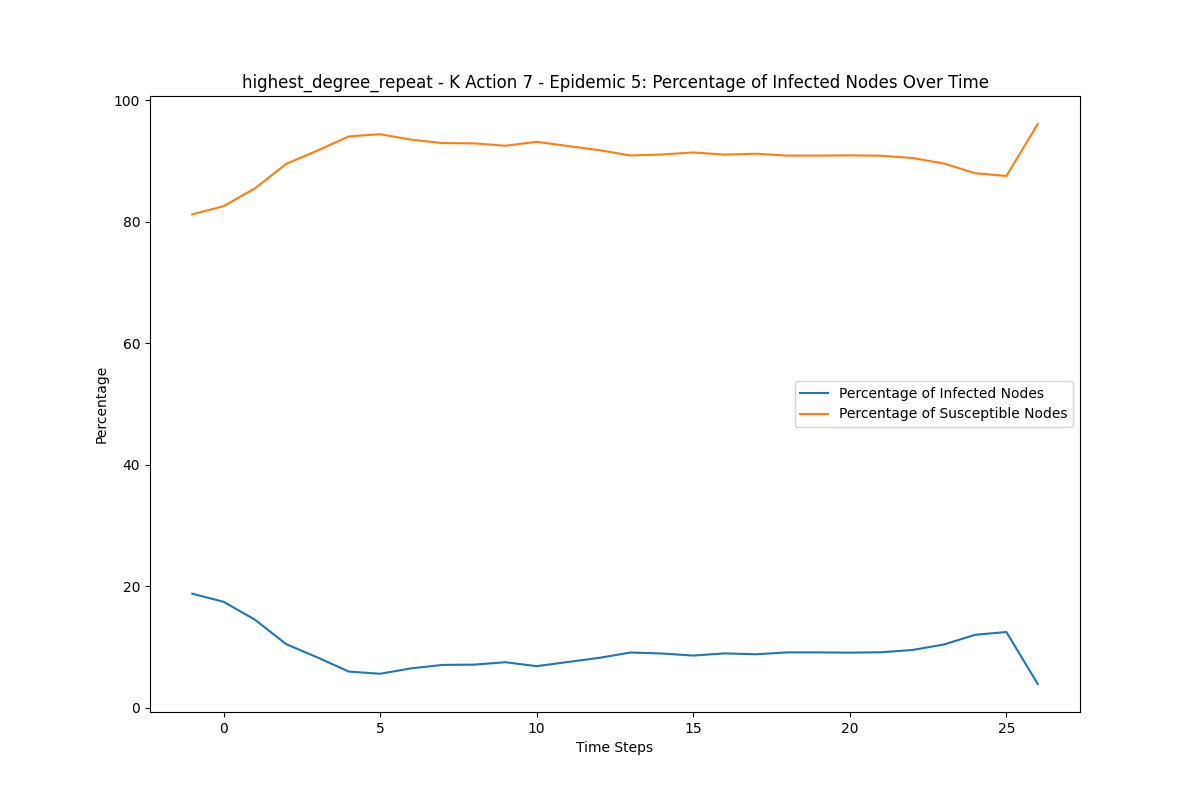 highest_degree_repeat - K Action 7 - Epidemic 5: Percentage of Infected Nodes Over Time
100
80
60
40
20
0
Percentage
Percentage of Infected Nodes
Percentage of Susceptible Nodes
0 5 10 15 20 25
Time Steps